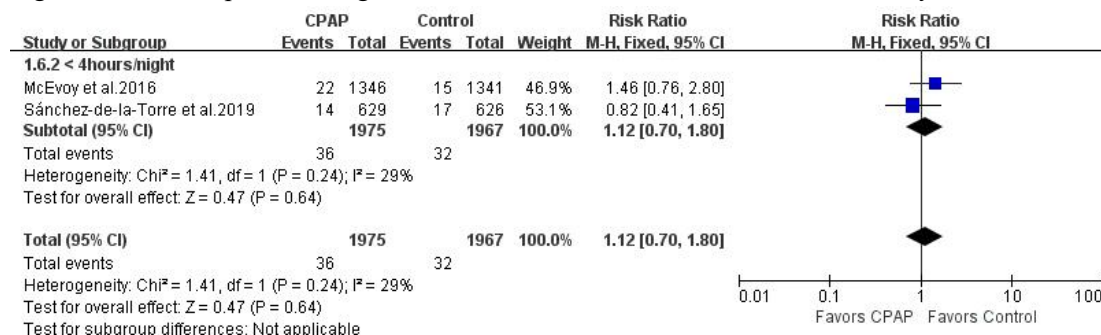 CPAP Control Risk Ratio Risk Ratio
Study or Subgroup Events Total Events Total Weight M-H, Fixed, 95% CI M-H, Fixed, 95% CI
1.6.2 < 4hours/night
McEvoy et al.2016 22 1346 15 1341 46.9% 1.46 [0.76, 2.80]
Sánchez-de-la-Torre et al.2019 14 629 17 626 53.1% 0.82 [0.41, 1.65]
Subtotal (95% CI) 1975 1967 100.0% 1.12 [0.70, 1.80]
Total events 36 32
Heterogeneity: Chi² = 1.41, df = 1 (P = 0.24); I² = 29%
Test for overall effect: Z = 0.47 (P = 0.64)
Total (95% CI) 1975 1967 100.0% 1.12 [0.70, 1.80]
Total events 36 32
Heterogeneity: Chi² = 1.41, df = 1 (P = 0.24); I² = 29%
Test for overall effect: Z = 0.47 (P = 0.64)
Test for subgroup differences: Not applicable
0.01 0.1 1 10 100
Favors CPAP Favors Control